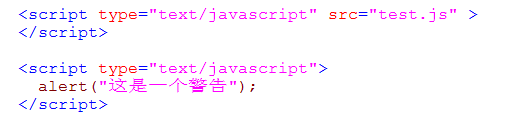 <script type="text/javascript" src="test.js" >
</script>
<script type="text/javascript">
alert("这是一个警告");
</script>